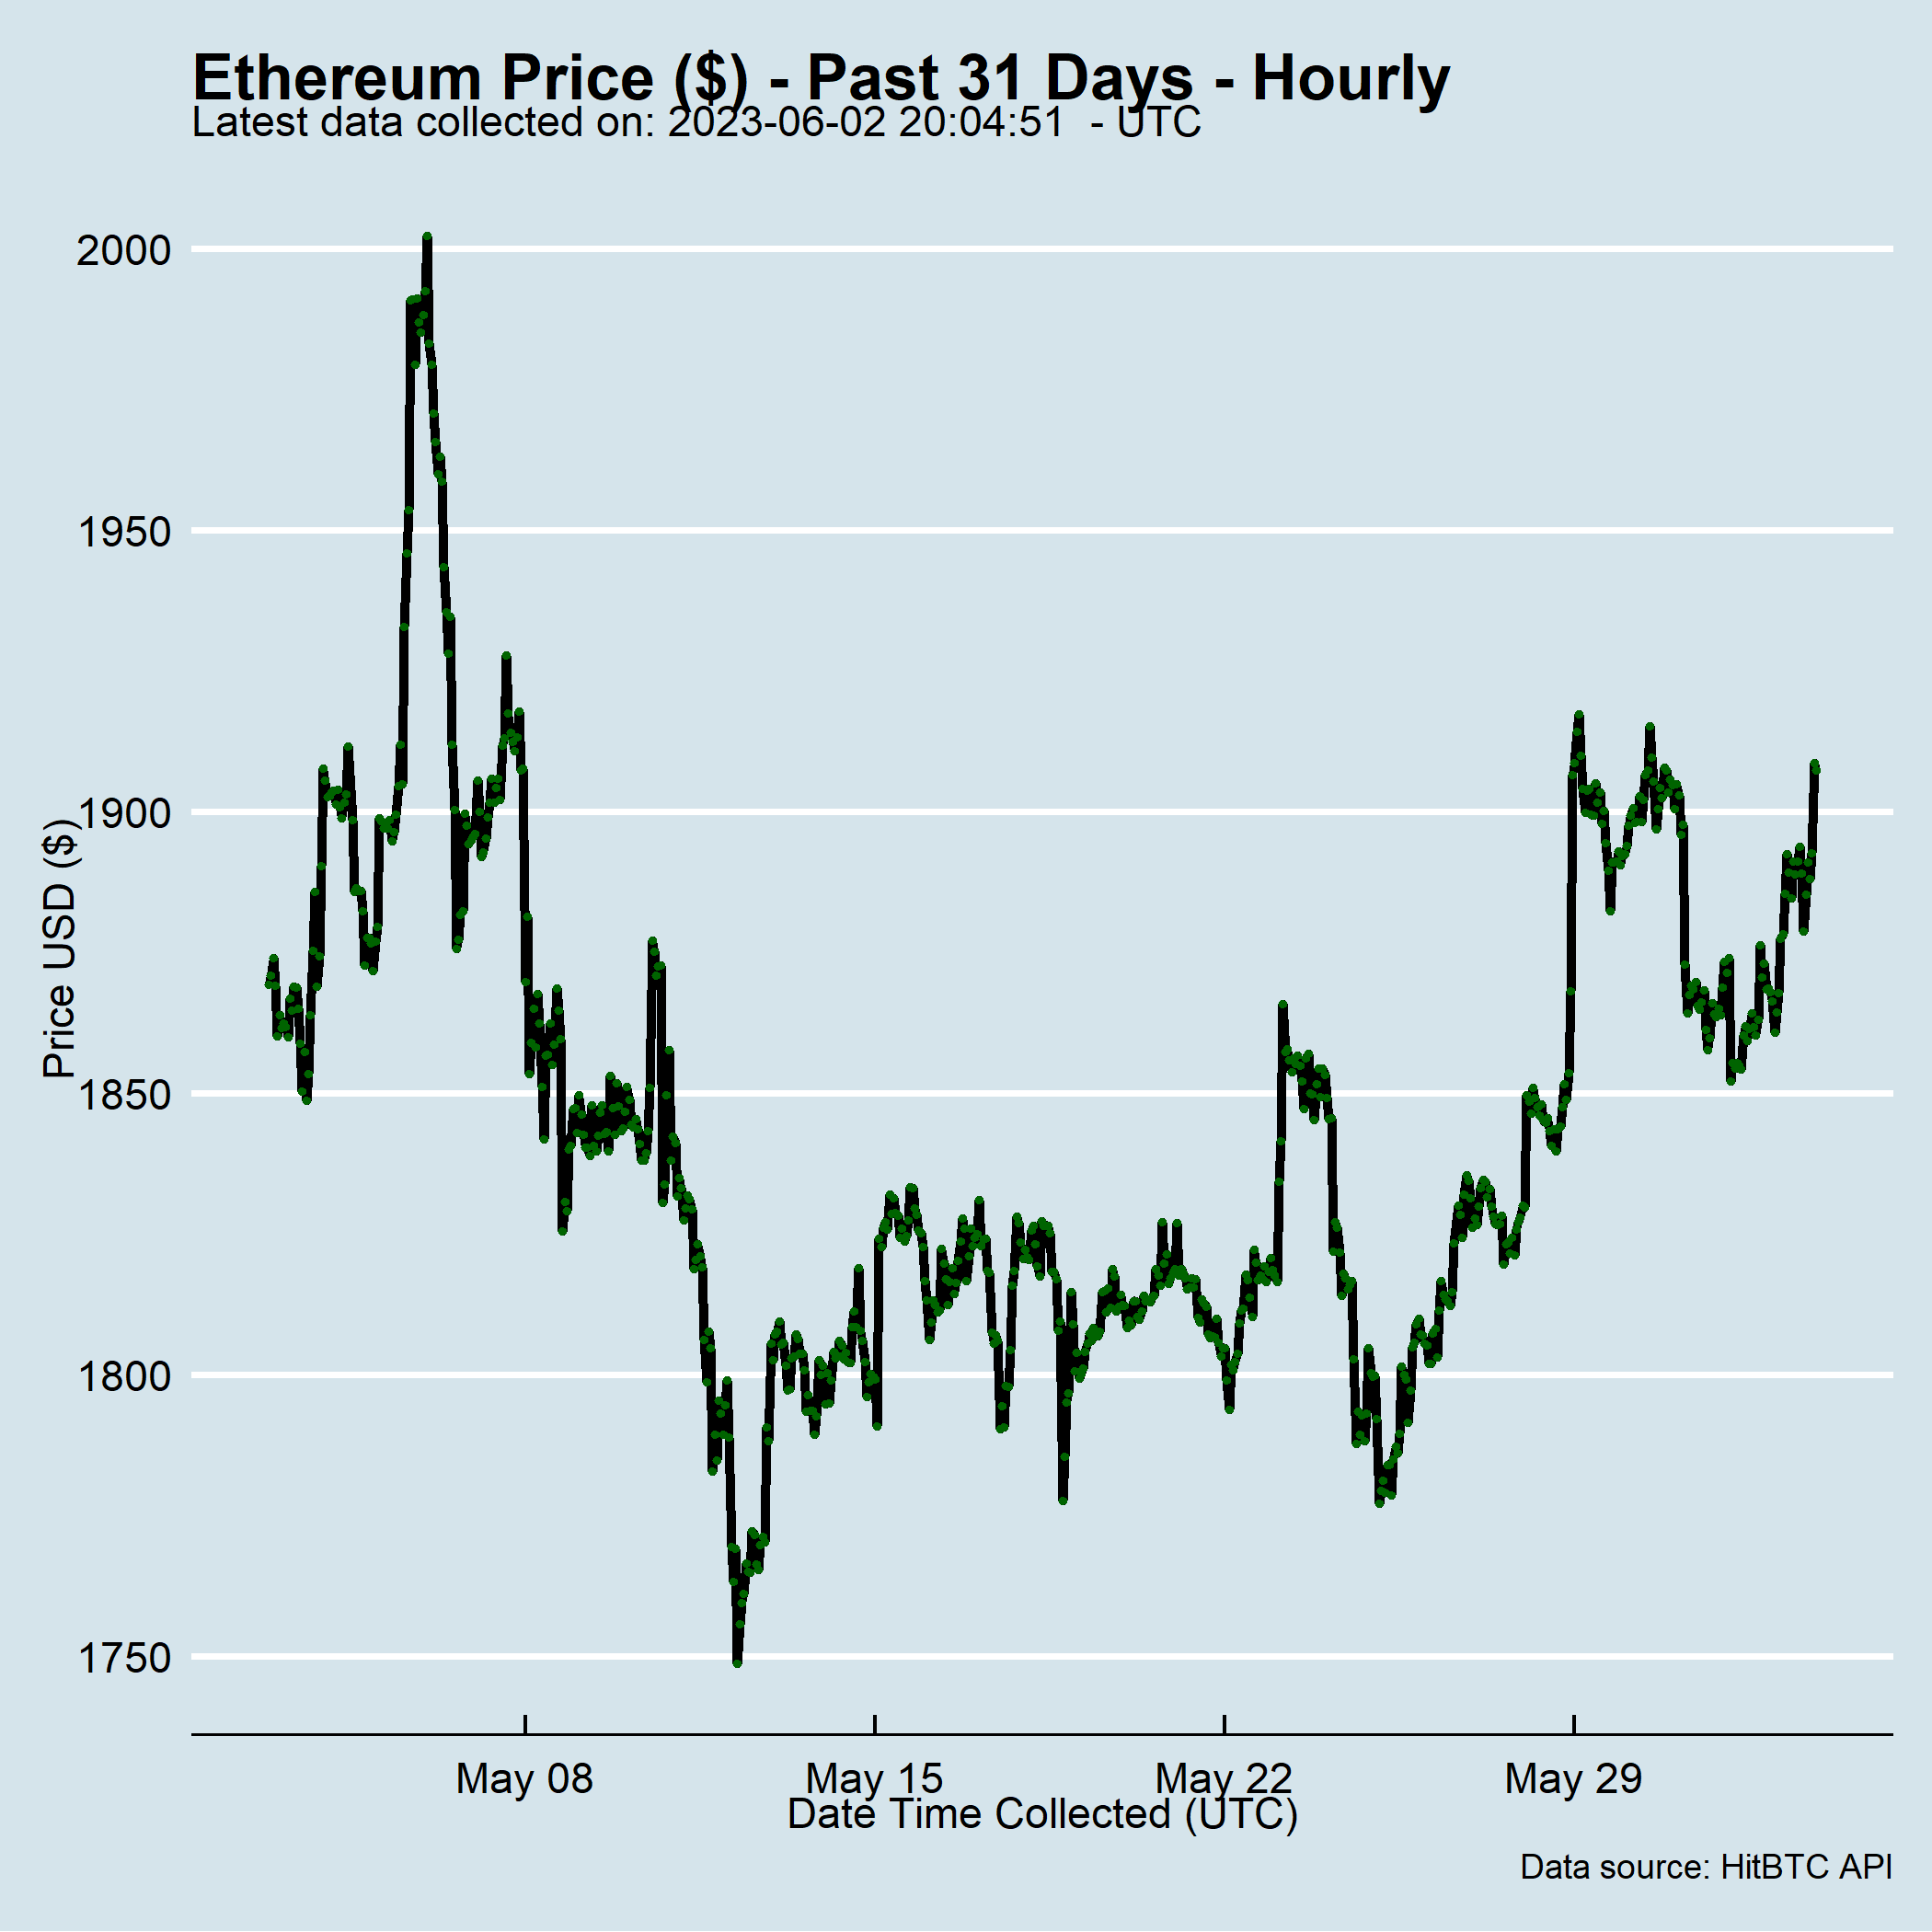 Ethereum Price ($) - Past 31 Days - Hourly
Latest data collected on: 2023-06-02 20:04:51  - UTC
Price USD ($)
2000
1950
1900
1850
1800
1750
May 08 May 15 May 22 May 29
Date Time Collected (UTC)
Data source: HitBTC API